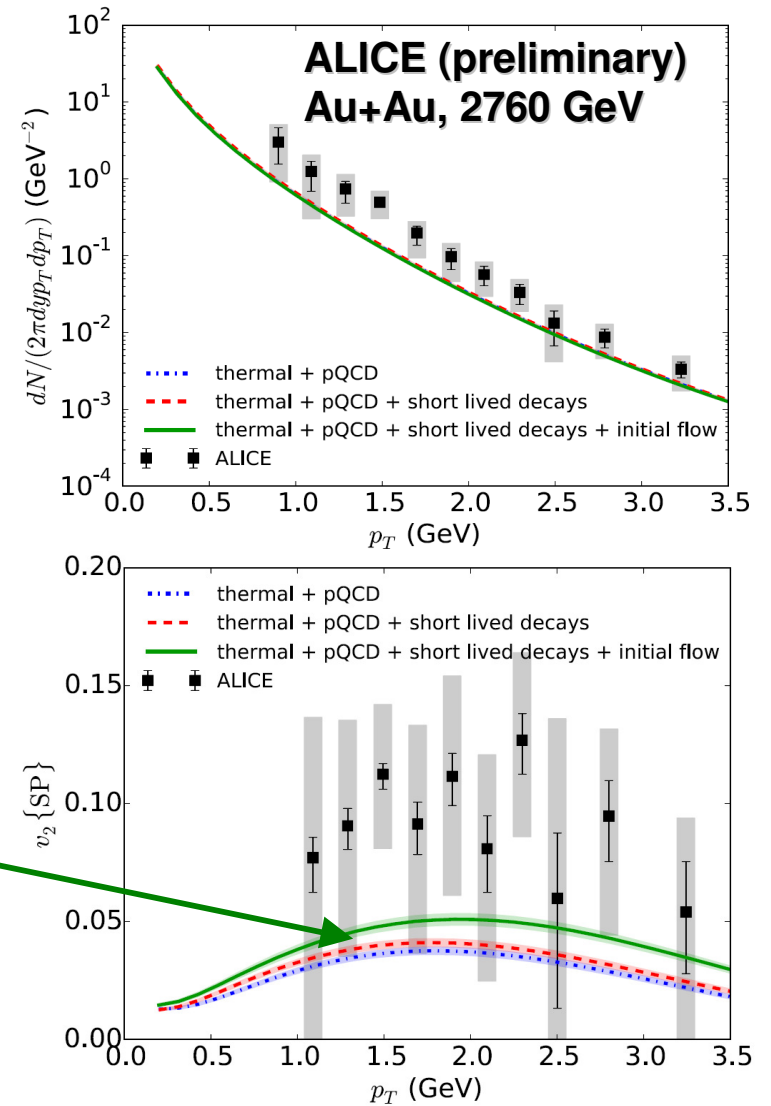 ALICE (preliminary)
Au+Au, 2760 GeV
10^2
10^1
10^0
10^-1
10^-2
10^-3
10^-4
dN/(2πdyp_T dp_T) (GeV^−2)
thermal + pQCD
thermal + pQCD + short lived decays
thermal + pQCD + short lived decays + initial flow
ALICE
0.0 0.5 1.0 1.5 2.0 2.5 3.0 3.5
p_T (GeV)
0.20
0.15
0.10
0.05
0.00
v_2{SP}
thermal + pQCD
thermal + pQCD + short lived decays
thermal + pQCD + short lived decays + initial flow
ALICE
0.0 0.5 1.0 1.5 2.0 2.5 3.0 3.5
p_T (GeV)